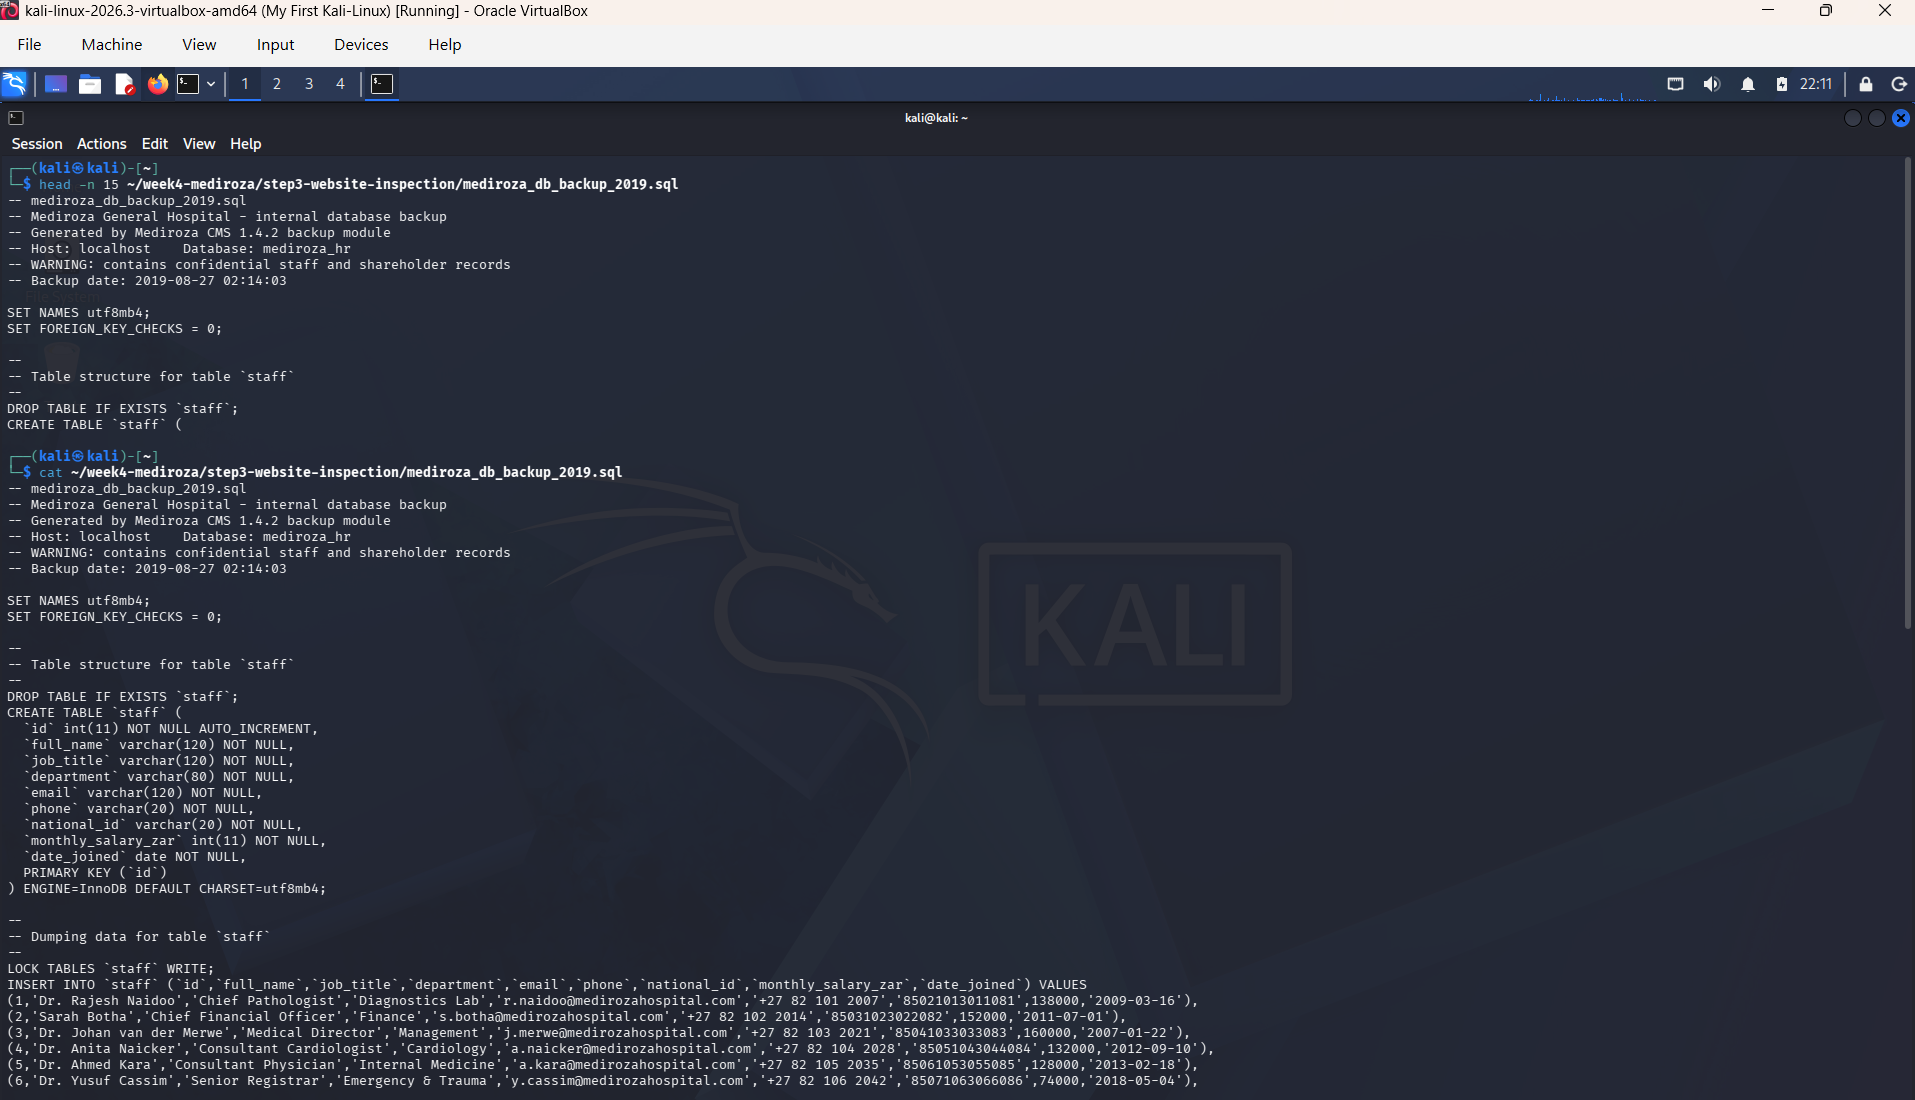 kali-linux-2026.3-virtualbox-amd64 (My First Kali-Linux) [Running] - Oracle VirtualBox
File Machine View Input Devices Help
1 2 3 4 22:11
kali@kali: ~
Session Actions Edit View Help
┌──(kali㉿kali)-[~]
└─$ head -n 15 ~/week4-mediroza/step3-website-inspection/mediroza_db_backup_2019.sql
-- mediroza_db_backup_2019.sql
-- Mediroza General Hospital - internal database backup
-- Generated by Mediroza CMS 1.4.2 backup module
-- Host: localhost    Database: mediroza_hr
-- WARNING: contains confidential staff and shareholder records
-- Backup date: 2019-08-27 02:14:03
File System
SET NAMES utf8mb4;
SET FOREIGN_KEY_CHECKS = 0;
--
-- Table structure for table `staff`
--
DROP TABLE IF EXISTS `staff`;
CREATE TABLE `staff` (
┌──(kali㉿kali)-[~]
└─$ cat ~/week4-mediroza/step3-website-inspection/mediroza_db_backup_2019.sql
-- mediroza_db_backup_2019.sql
-- Mediroza General Hospital - internal database backup
-- Generated by Mediroza CMS 1.4.2 backup module
-- Host: localhost    Database: mediroza_hr
-- WARNING: contains confidential staff and shareholder records
-- Backup date: 2019-08-27 02:14:03
SET NAMES utf8mb4;
SET FOREIGN_KEY_CHECKS = 0;
--
-- Table structure for table `staff`
--
DROP TABLE IF EXISTS `staff`;
CREATE TABLE `staff` (
  `id` int(11) NOT NULL AUTO_INCREMENT,
  `full_name` varchar(120) NOT NULL,
  `job_title` varchar(120) NOT NULL,
  `department` varchar(80) NOT NULL,
  `email` varchar(120) NOT NULL,
  `phone` varchar(20) NOT NULL,
  `national_id` varchar(20) NOT NULL,
  `monthly_salary_zar` int(11) NOT NULL,
  `date_joined` date NOT NULL,
  PRIMARY KEY (`id`)
) ENGINE=InnoDB DEFAULT CHARSET=utf8mb4;
--
-- Dumping data for table `staff`
--
LOCK TABLES `staff` WRITE;
INSERT INTO `staff` (`id`,`full_name`,`job_title`,`department`,`email`,`phone`,`national_id`,`monthly_salary_zar`,`date_joined`) VALUES
(1,'Dr. Rajesh Naidoo','Chief Pathologist','Diagnostics Lab','r.naidoo@medirozahospital.com','+27 82 101 2007','85021013011081',138000,'2009-03-16'),
(2,'Sarah Botha','Chief Financial Officer','Finance','s.botha@medirozahospital.com','+27 82 102 2014','85031023022082',152000,'2011-07-01'),
(3,'Dr. Johan van der Merwe','Medical Director','Management','j.merwe@medirozahospital.com','+27 82 103 2021','85041033033083',160000,'2007-01-22'),
(4,'Dr. Anita Naicker','Consultant Cardiologist','Cardiology','a.naicker@medirozahospital.com','+27 82 104 2028','85051043044084',132000,'2012-09-10'),
(5,'Dr. Ahmed Kara','Consultant Physician','Internal Medicine','a.kara@medirozahospital.com','+27 82 105 2035','85061053055085',128000,'2013-02-18'),
(6,'Dr. Yusuf Cassim','Senior Registrar','Emergency & Trauma','y.cassim@medirozahospital.com','+27 82 106 2042','85071063066086',74000,'2018-05-04'),
KALI